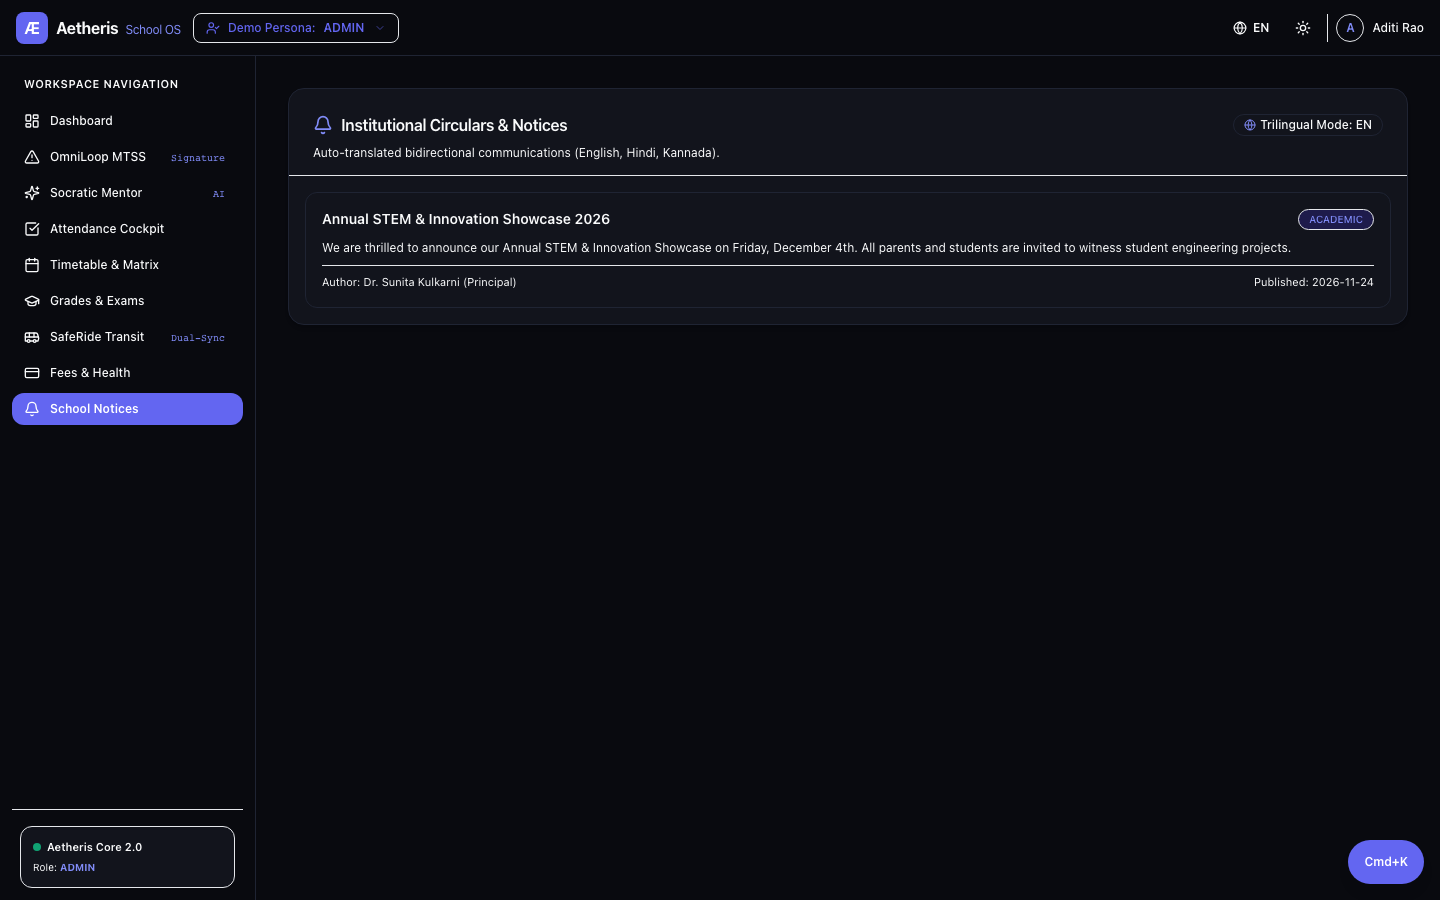 Æ Aetheris School OS Demo Persona: ADMIN EN A Aditi Rao
WORKSPACE NAVIGATION
Dashboard
OmniLoop MTSS Signature
Socratic Mentor AI
Attendance Cockpit
Timetable & Matrix
Grades & Exams
SafeRide Transit Dual-Sync
Fees & Health
School Notices
Aetheris Core 2.0
Role: ADMIN
Institutional Circulars & Notices Trilingual Mode: EN
Auto-translated bidirectional communications (English, Hindi, Kannada).
Annual STEM & Innovation Showcase 2026 ACADEMIC
We are thrilled to announce our Annual STEM & Innovation Showcase on Friday, December 4th. All parents and students are invited to witness student engineering projects.
Author: Dr. Sunita Kulkarni (Principal) Published: 2026-11-24
Cmd+K